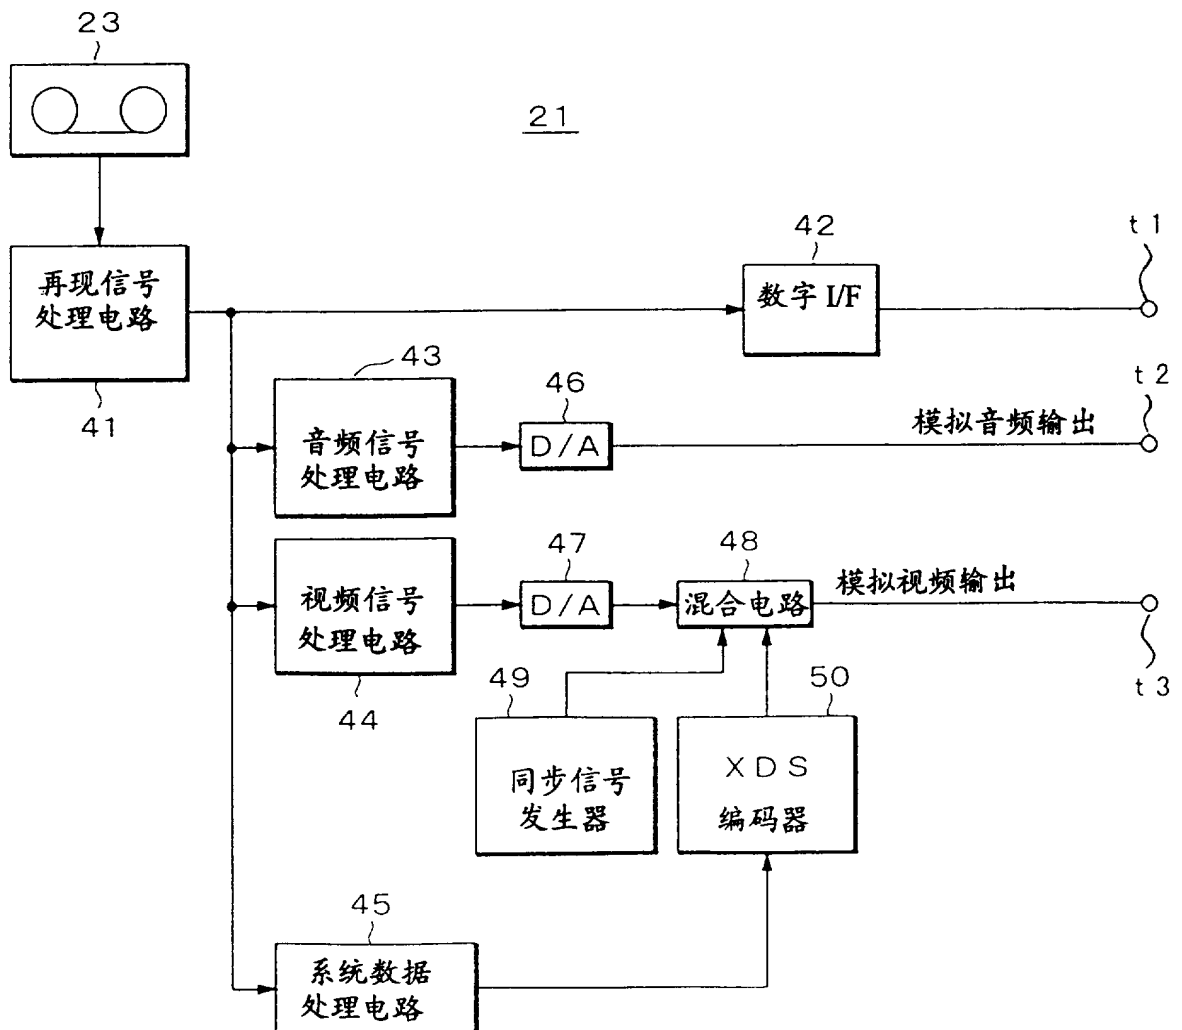 23
21
再现信号
处理电路
41
42
数字 I/F
t1
43
音频信号
处理电路
46
D/A
模拟音频输出
t2
视频信号
处理电路
44
47
D/A
48
混合电路
模拟视频输出
t3
49
同步信号
发生器
50
XDS
编码器
45
系统数据
处理电路